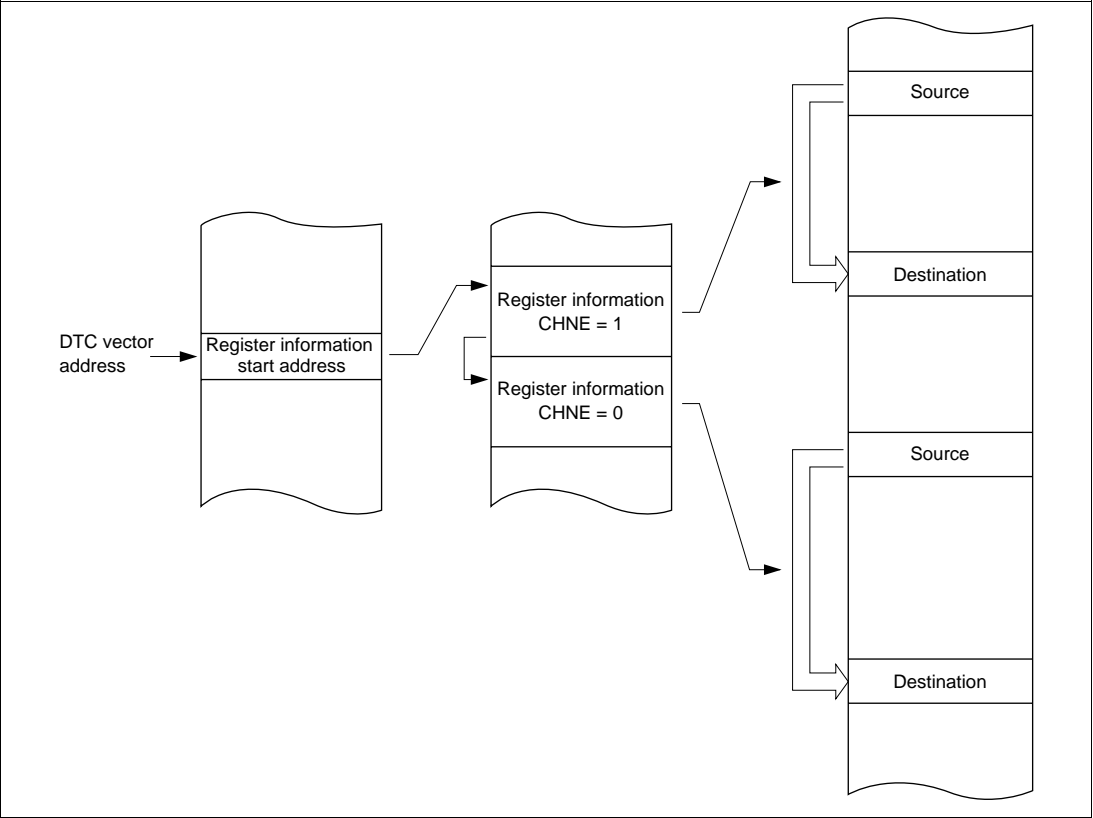 DTC vector
address
Register information
start address
Register information
CHNE = 1
Register information
CHNE = 0
Source
Destination
Source
Destination